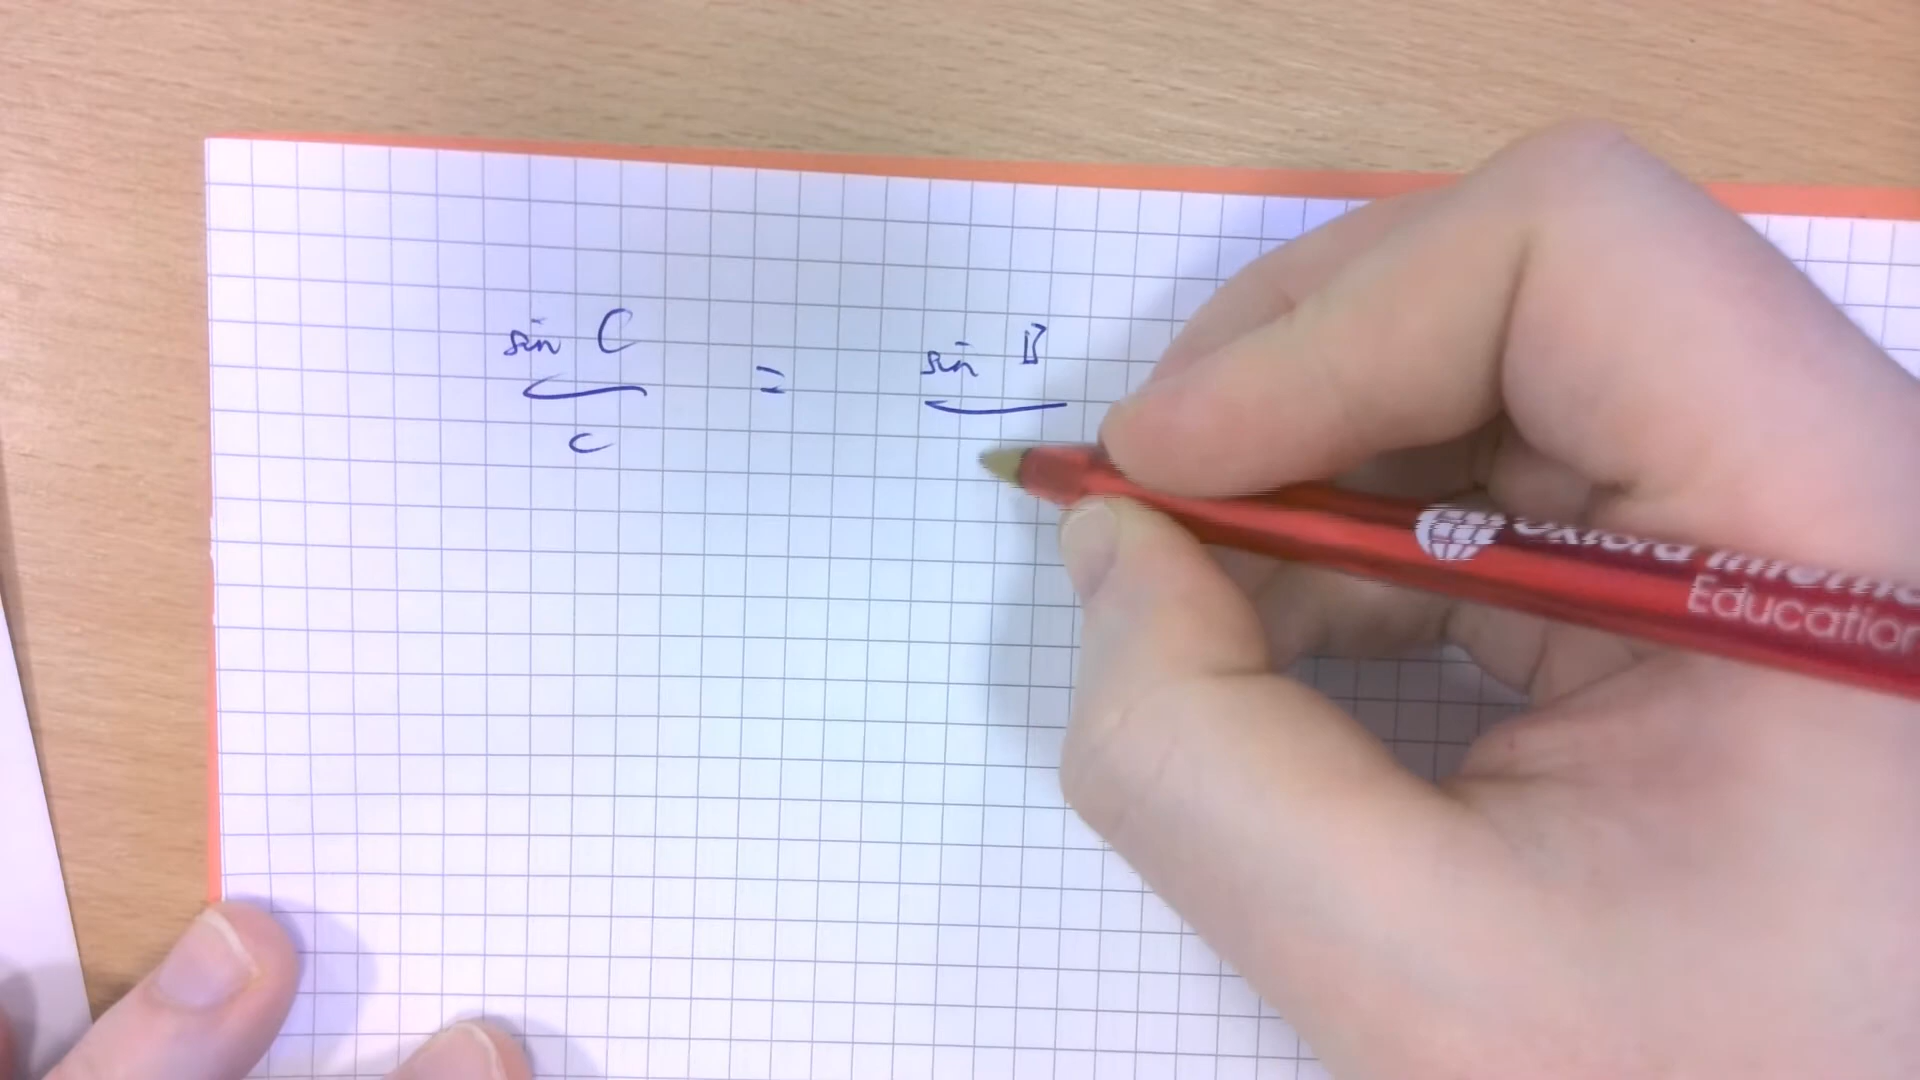 sin C = sin B
c
Oxford
Education